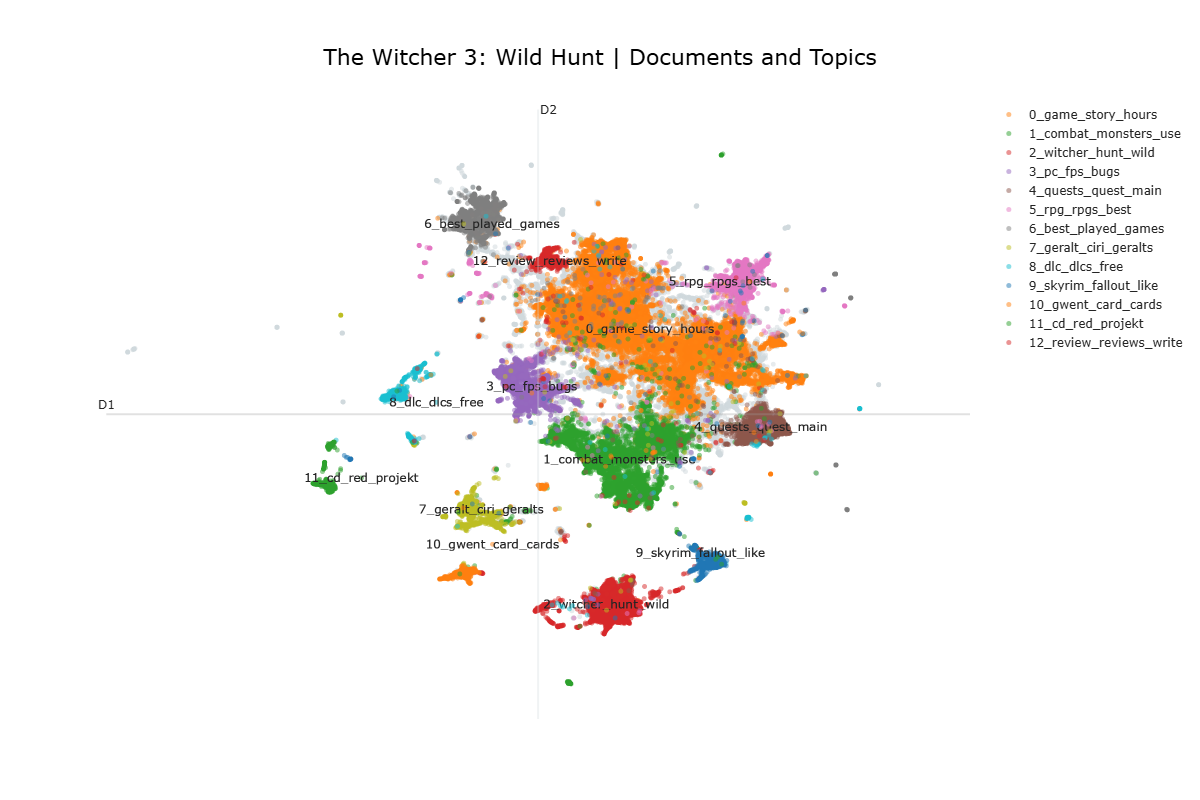 The Witcher 3: Wild Hunt | Documents and Topics
D2
0_game_story_hours
1_combat_monsters_use
2_witcher_hunt_wild
3_pc_fps_bugs
4_quests_quest_main
5_rpg_rpgs_best
6_best_played_games
7_geralt_ciri_geralts
8_dlc_dlcs_free
9_skyrim_fallout_like
10_gwent_card_cards
11_cd_red_projekt
12_review_reviews_write
6_best_played_games
12_review_reviews_write
5_rpg_rpgs_best
0_game_story_hours
3_pc_fps_bugs
8_dlc_dlcs_free
D1
4_quests_quest_main
1_combat_monsters_use
11_cd_red_projekt
7_geralt_ciri_geralts
10_gwent_card_cards
9_skyrim_fallout_like
2_witcher_hunt_wild